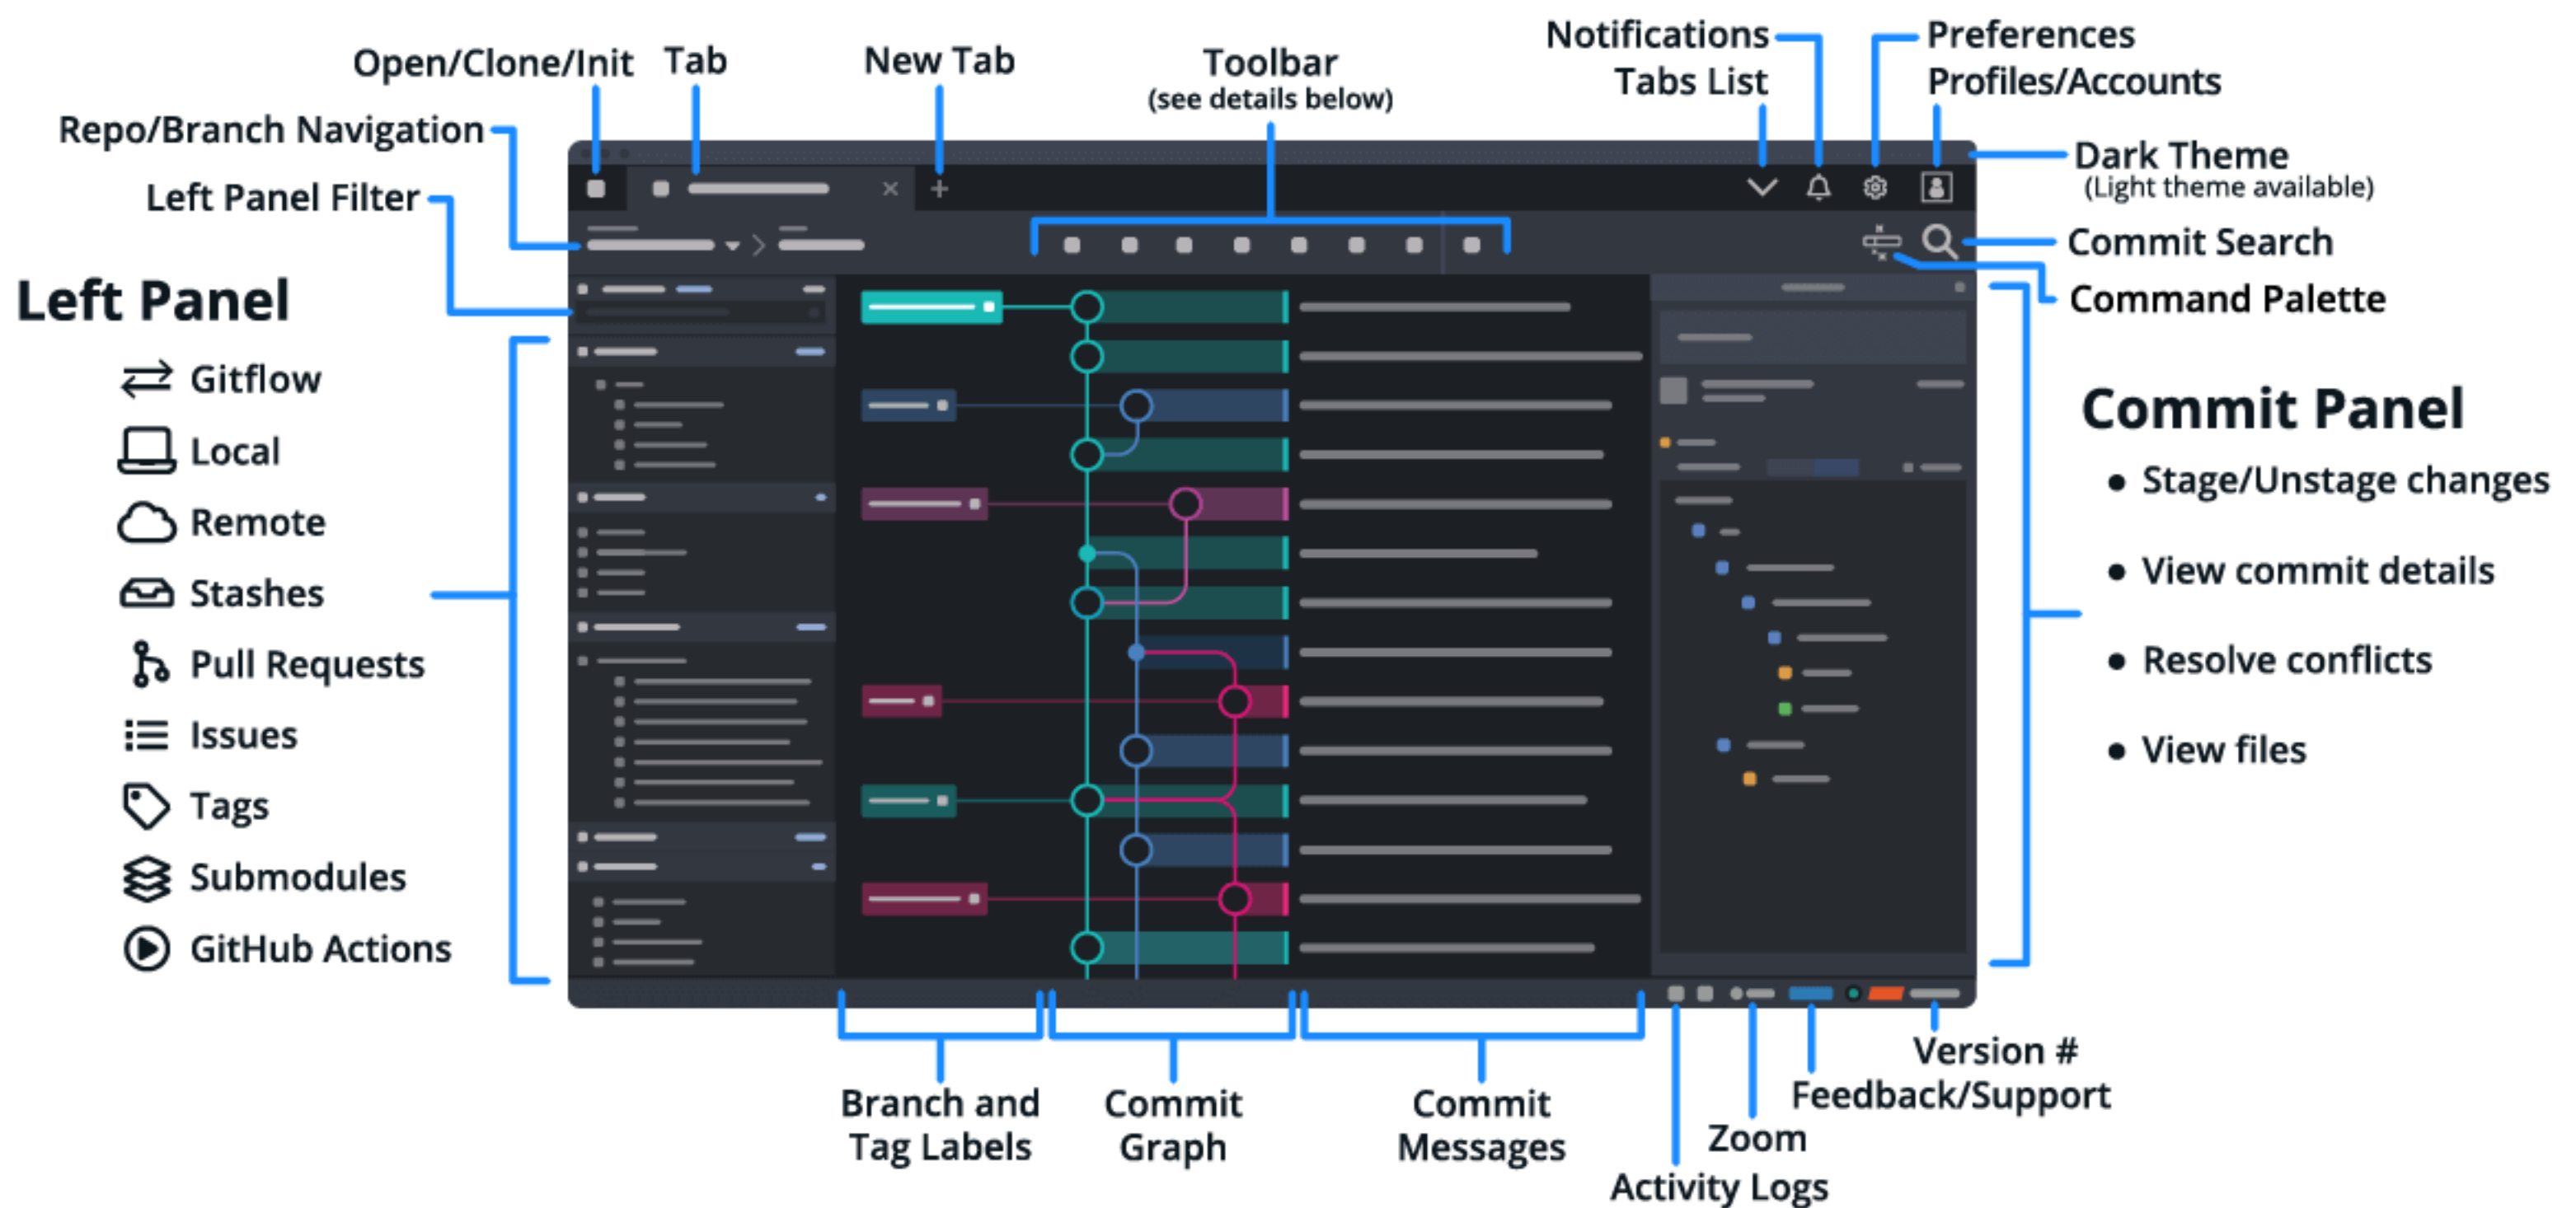 Open/Clone/Init
Tab
New Tab
Toolbar
(see details below)
Notifications
Tabs List
Preferences
Profiles/Accounts
Repo/Branch Navigation
Left Panel Filter
Dark Theme
(Light theme available)
Commit Search
Command Palette
Left Panel
Gitflow
Local
Remote
Stashes
Pull Requests
Issues
Tags
Submodules
GitHub Actions
Commit Panel
• Stage/Unstage changes
• View commit details
• Resolve conflicts
• View files
Branch and
Tag Labels
Commit
Graph
Commit
Messages
Version #
Feedback/Support
Zoom
Activity Logs